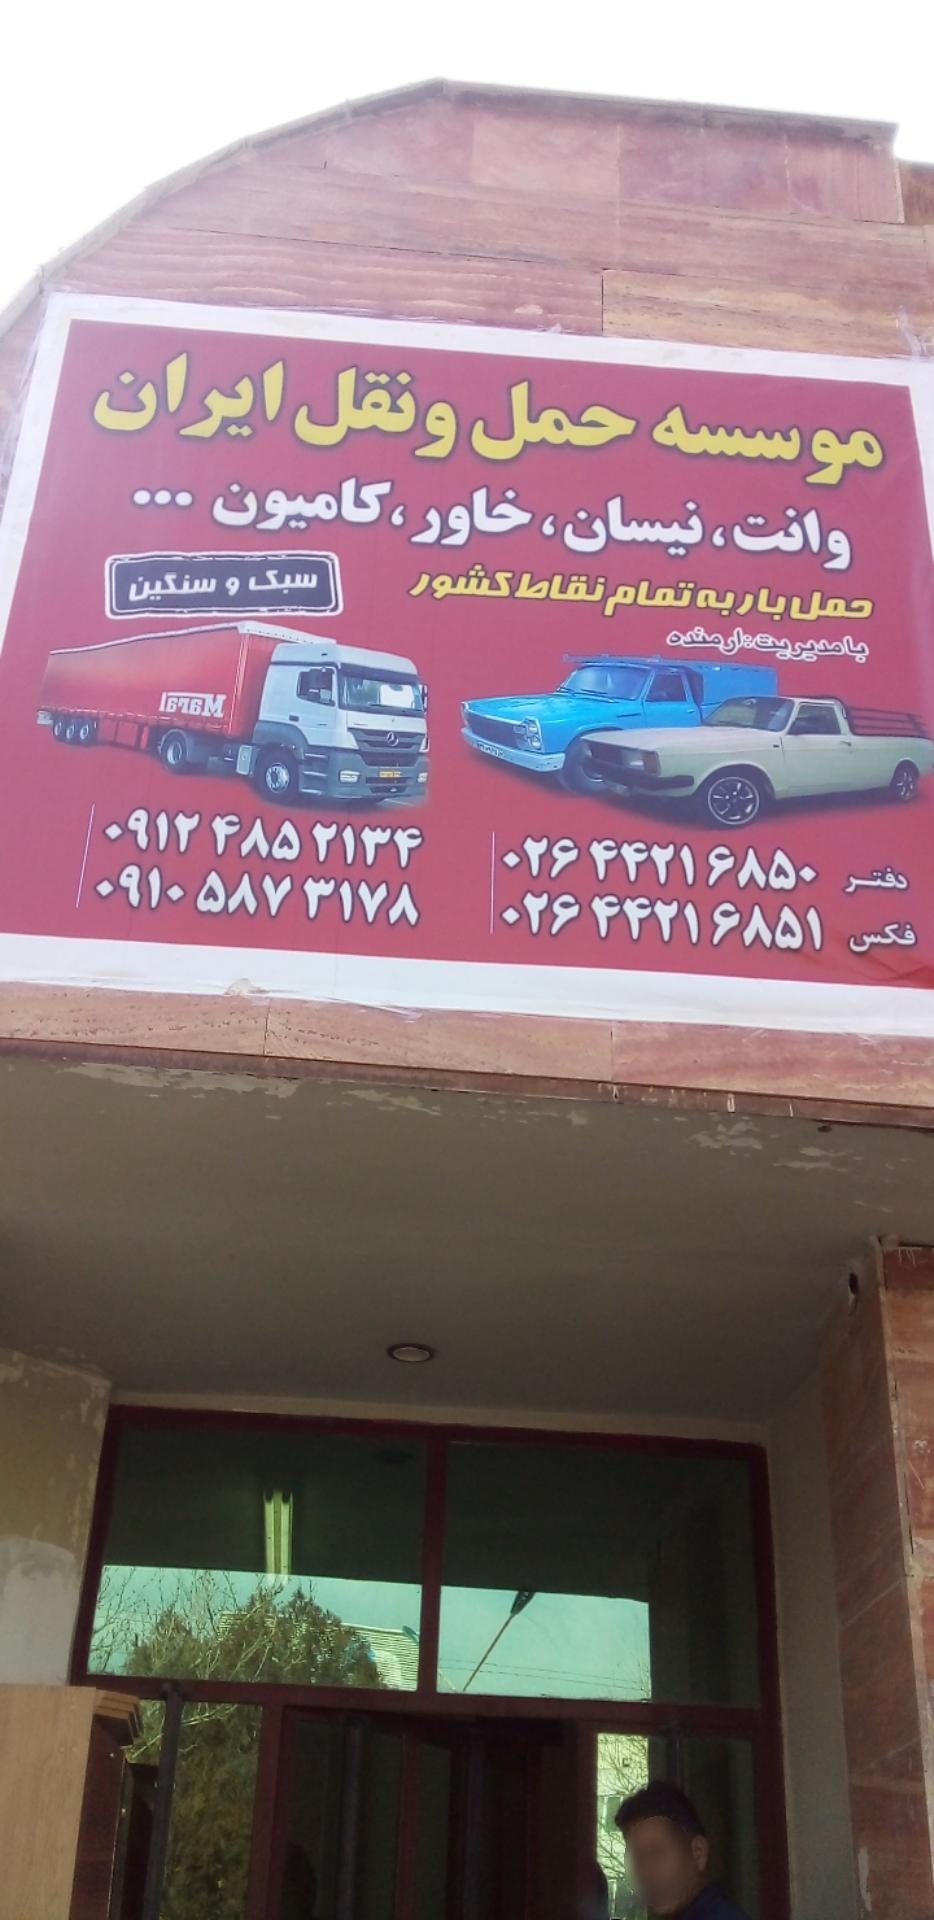 موسسه حمل و نقل ایران
وانت، نیسان، خاور، کامیون ...
حمل بار به تمام نقاط کشور
سبک و سنگین
با مدیریت: ارمنده
Maral
دفتر ۰۲۶ ۴۴۲۱ ۶۸۵۰
فکس ۰۲۶ ۴۴۲۱ ۶۸۵۱
۰۹۱۲ ۴۸۵ ۲۱۳۴
۰۹۱۰ ۵۸۷ ۳۱۷۸